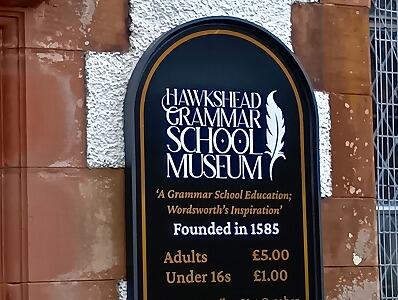 HAWKSHEAD
GRAMMAR
SCHOOL
MUSEUM
'A Grammar School Education;
Wordsworth's Inspiration'
Founded in 1585
Adults £5.00
Under 16s £1.00